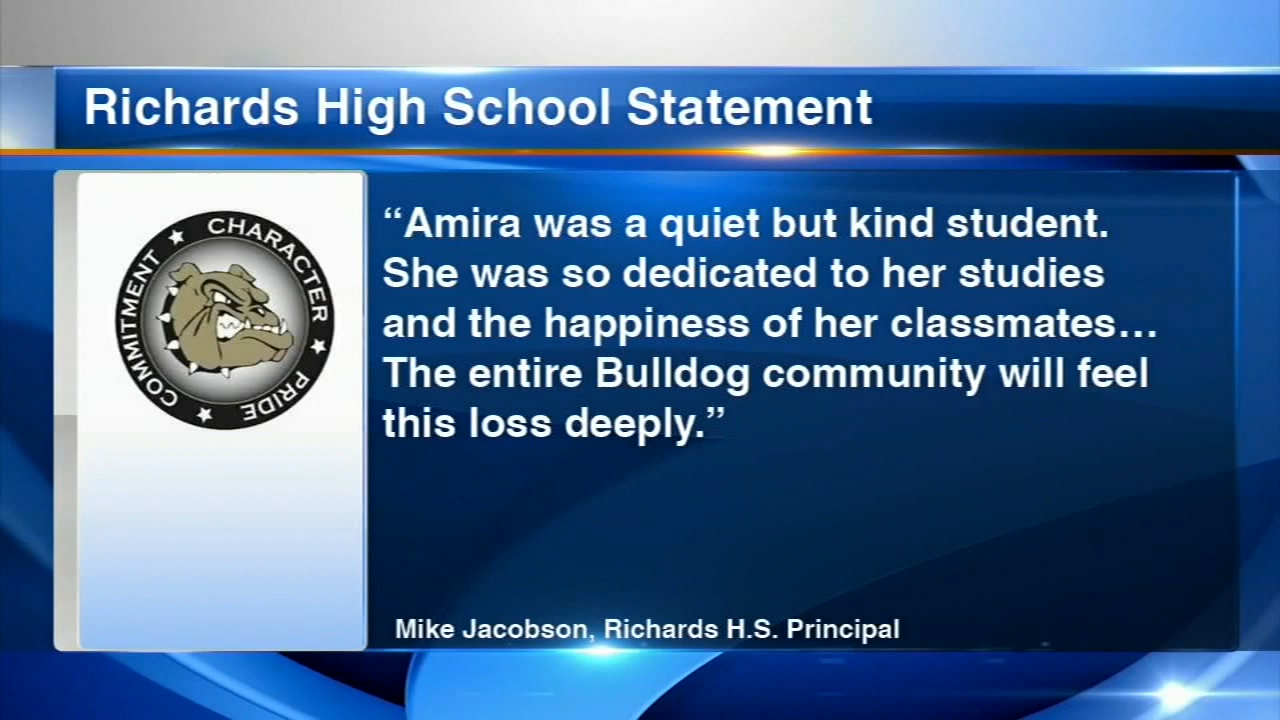 Richards High School Statement
CHARACTER
PRIDE
COMMITMENT
“Amira was a quiet but kind student.
She was so dedicated to her studies
and the happiness of her classmates...
The entire Bulldog community will feel
this loss deeply.”
Mike Jacobson, Richards H.S. Principal